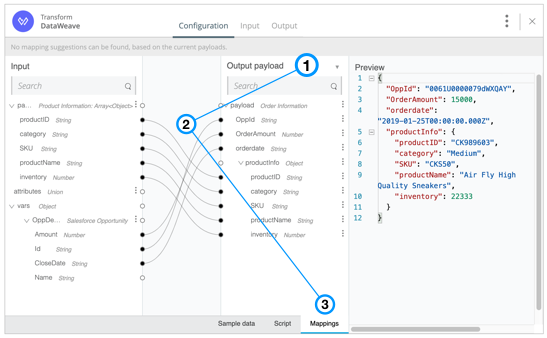 Transform
DataWeave
Configuration Input Output
No mapping suggestions can be found, based on the current payloads.
Input
Search
pa... Product Information: Array<Object>
productID String
category String
SKU String
productName String
inventory Number
attributes Union
vars Object
OppDe... Salesforce Opportunity
Amount Number
Id String
CloseDate String
Name String
Output payload
Search
payload Order Information
OppId String
OrderAmount Number
orderdate String
productInfo Object
productID String
category String
SKU String
productName String
inventory Number
1
2
3
Sample data Script Mappings
Preview
1 {
2 "OppId": "0061U0000079dWXQAY",
3 "OrderAmount": 15000,
4 "orderdate":
"2019-01-25T00:00:00.000Z",
5 "productInfo": {
6 "productID": "CK989603",
7 "category": "Medium",
8 "SKU": "CKS50",
9 "productName": "Air Fly High
Quality Sneakers",
10 "inventory": 22333
11 }
12 }